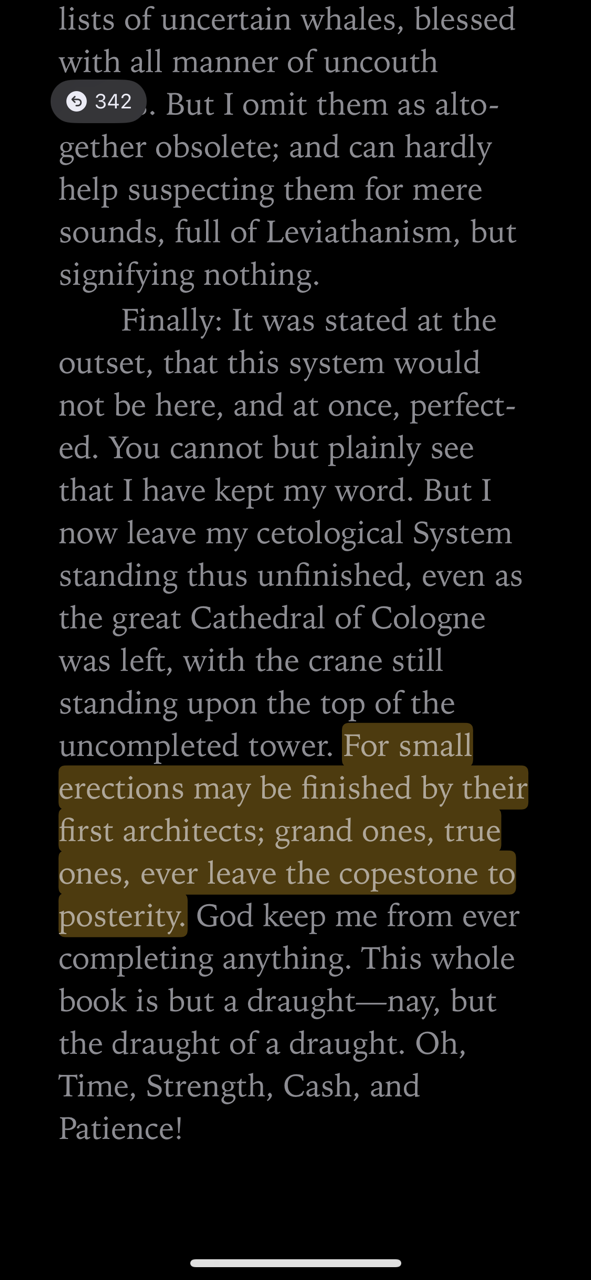 lists of uncertain whales, blessed
with all manner of uncouth
342
. But I omit them as alto-
gether obsolete; and can hardly
help suspecting them for mere
sounds, full of Leviathanism, but
signifying nothing.
Finally: It was stated at the
outset, that this system would
not be here, and at once, perfect-
ed. You cannot but plainly see
that I have kept my word. But I
now leave my cetological System
standing thus unfinished, even as
the great Cathedral of Cologne
was left, with the crane still
standing upon the top of the
uncompleted tower. For small
erections may be finished by their
first architects; grand ones, true
ones, ever leave the copestone to
posterity. God keep me from ever
completing anything. This whole
book is but a draught—nay, but
the draught of a draught. Oh,
Time, Strength, Cash, and
Patience!